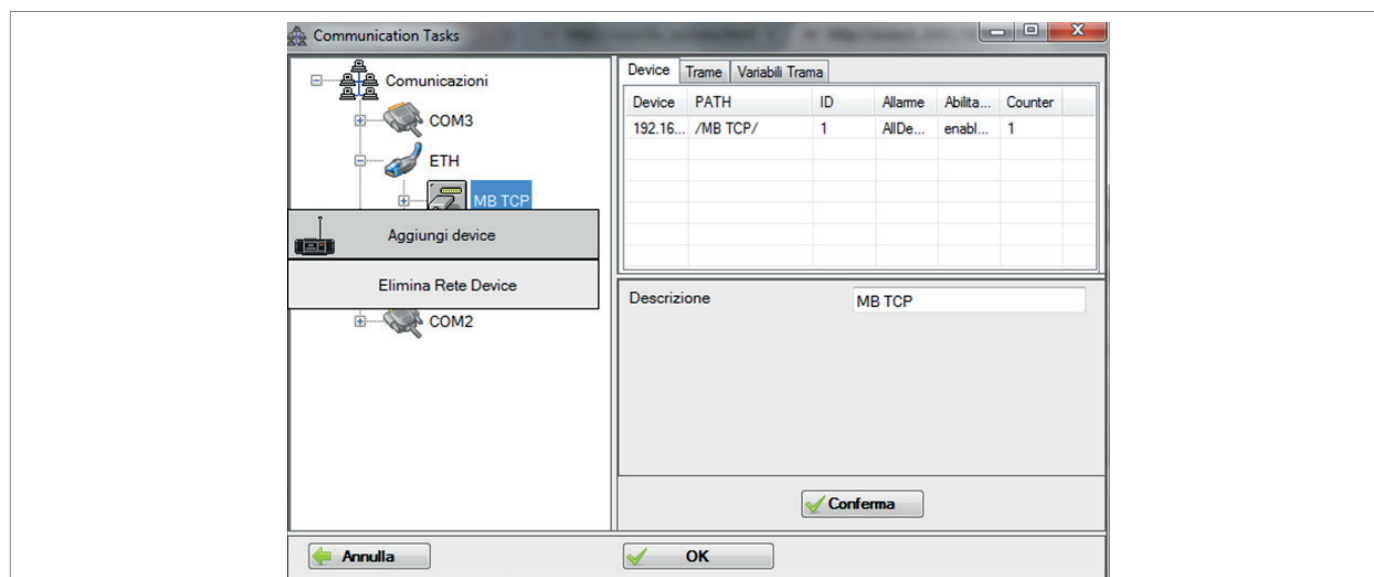 Communication Tasks
Comunicazioni
COM3
ETH
MB TCP
Aggiungi device
Elimina Rete Device
COM2
Device Trame Variabili Trama
Device PATH ID Allarme Abilita... Counter
192.16... /MB TCP/ 1 AllDe... enabl... 1
Descrizione MB TCP
Conferma
Annulla OK